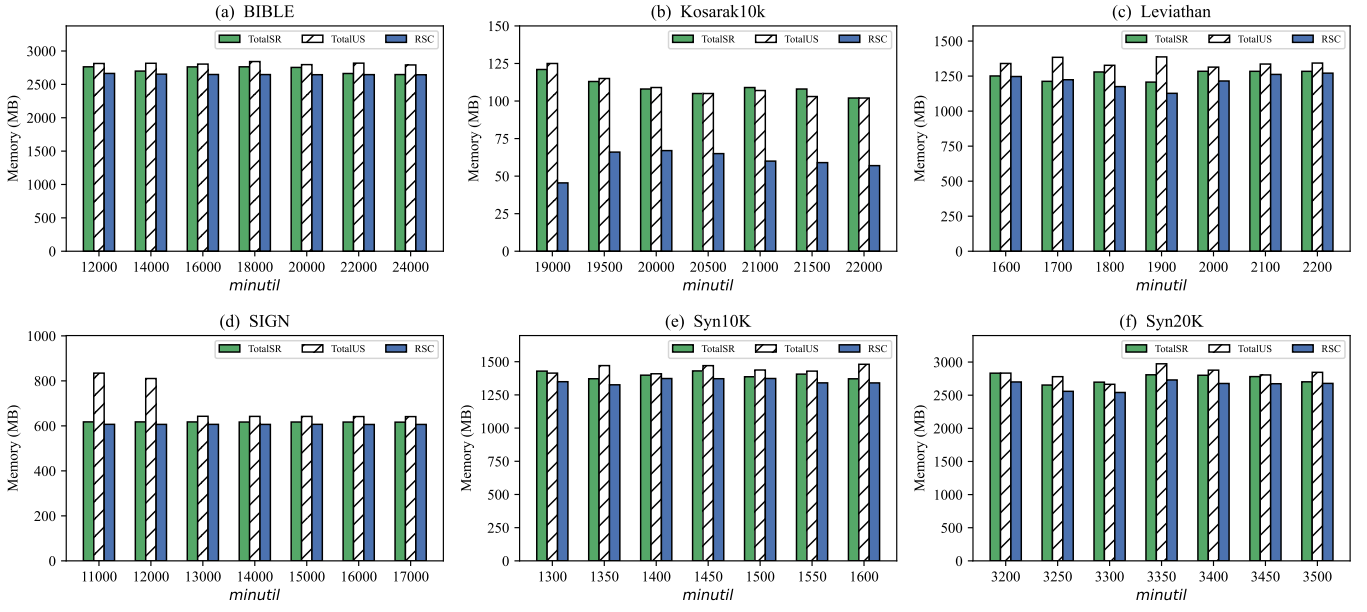 (a) BIBLE
TotalSR TotalUS RSC
3000
2500
2000
1500
1000
500
0
Memory (MB)
12000 14000 16000 18000 20000 22000 24000
minutil
(b) Kosarak10k
TotalSR TotalUS RSC
150
125
100
75
50
25
0
Memory (MB)
19000 19500 20000 20500 21000 21500 22000
minutil
(c) Leviathan
TotalSR TotalUS RSC
1500
1250
1000
750
500
250
0
Memory (MB)
1600 1700 1800 1900 2000 2100 2200
minutil
(d) SIGN
TotalSR TotalUS RSC
1000
800
600
400
200
0
Memory (MB)
11000 12000 13000 14000 15000 16000 17000
minutil
(e) Syn10K
TotalSR TotalUS RSC
1500
1250
1000
750
500
250
0
Memory (MB)
1300 1350 1400 1450 1500 1550 1600
minutil
(f) Syn20K
TotalSR TotalUS RSC
3000
2500
2000
1500
1000
500
0
Memory (MB)
3200 3250 3300 3350 3400 3450 3500
minutil